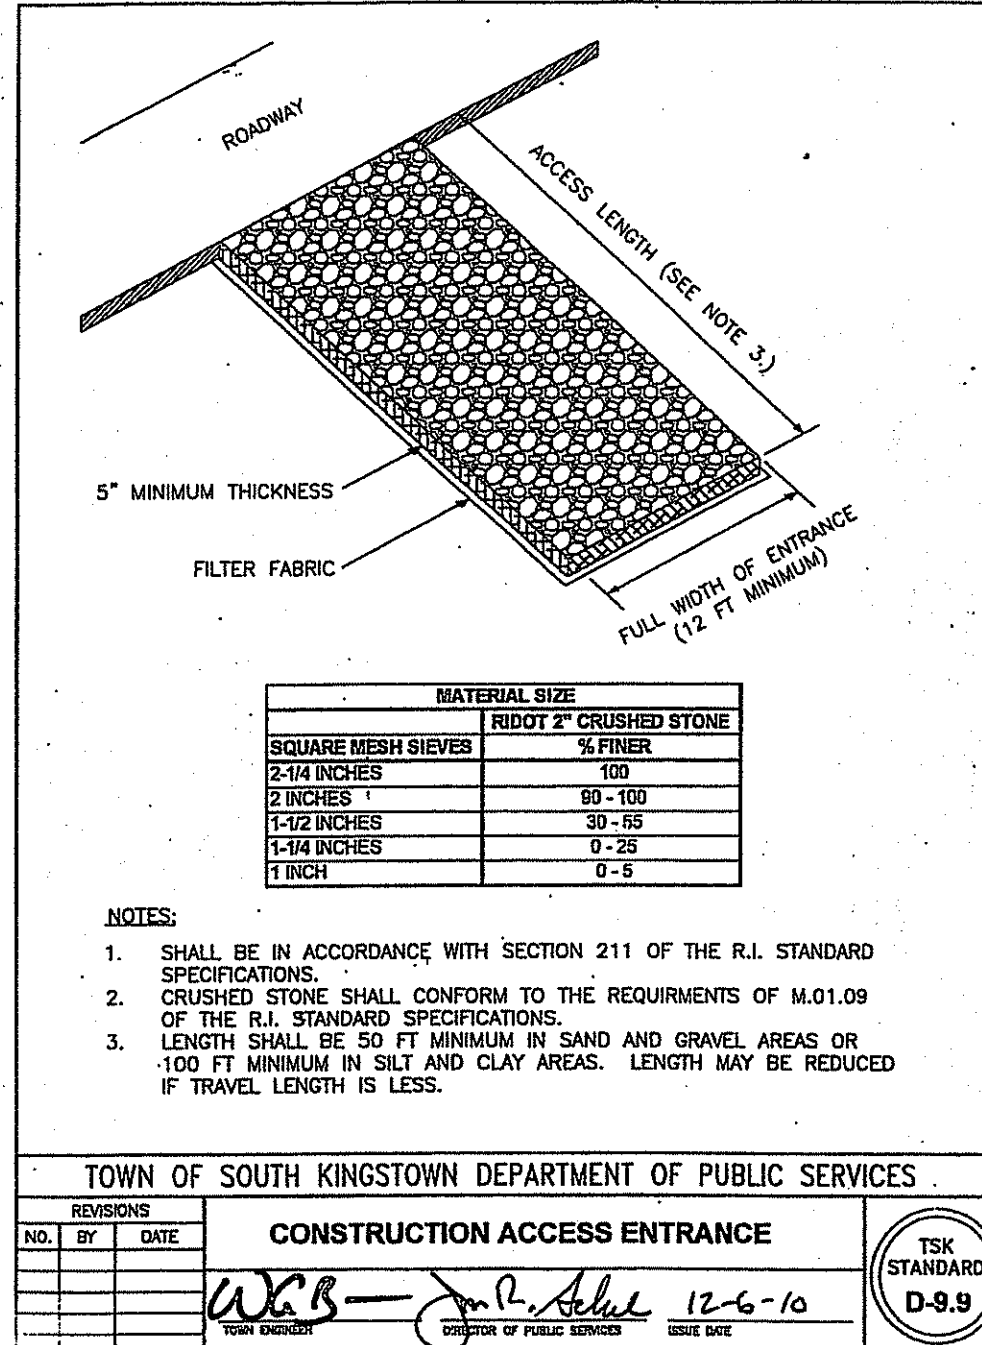 ROADWAY
ACCESS LENGTH (SEE NOTE 3.)
5" MINIMUM THICKNESS
FILTER FABRIC
FULL WIDTH OF ENTRANCE
(12 FT MINIMUM)
MATERIAL SIZE
RIDOT 2" CRUSHED STONE
SQUARE MESH SIEVES % FINER
2-1/4 INCHES 100
2 INCHES 90 - 100
1-1/2 INCHES 30 - 55
1-1/4 INCHES 0 - 25
1 INCH 0 - 5
NOTES:
1. SHALL BE IN ACCORDANCE WITH SECTION 211 OF THE R.I. STANDARD
SPECIFICATIONS.
2. CRUSHED STONE SHALL CONFORM TO THE REQUIRMENTS OF M.01.09
OF THE R.I. STANDARD SPECIFICATIONS.
3. LENGTH SHALL BE 50 FT MINIMUM IN SAND AND GRAVEL AREAS OR
100 FT MINIMUM IN SILT AND CLAY AREAS. LENGTH MAY BE REDUCED
IF TRAVEL LENGTH IS LESS.
TOWN OF SOUTH KINGSTOWN DEPARTMENT OF PUBLIC SERVICES
REVISIONS
NO. BY DATE
CONSTRUCTION ACCESS ENTRANCE
WCB 12-6-10
TOWN ENGINEER DIRECTOR OF PUBLIC SERVICES ISSUE DATE
TSK
STANDARD
D-9.9